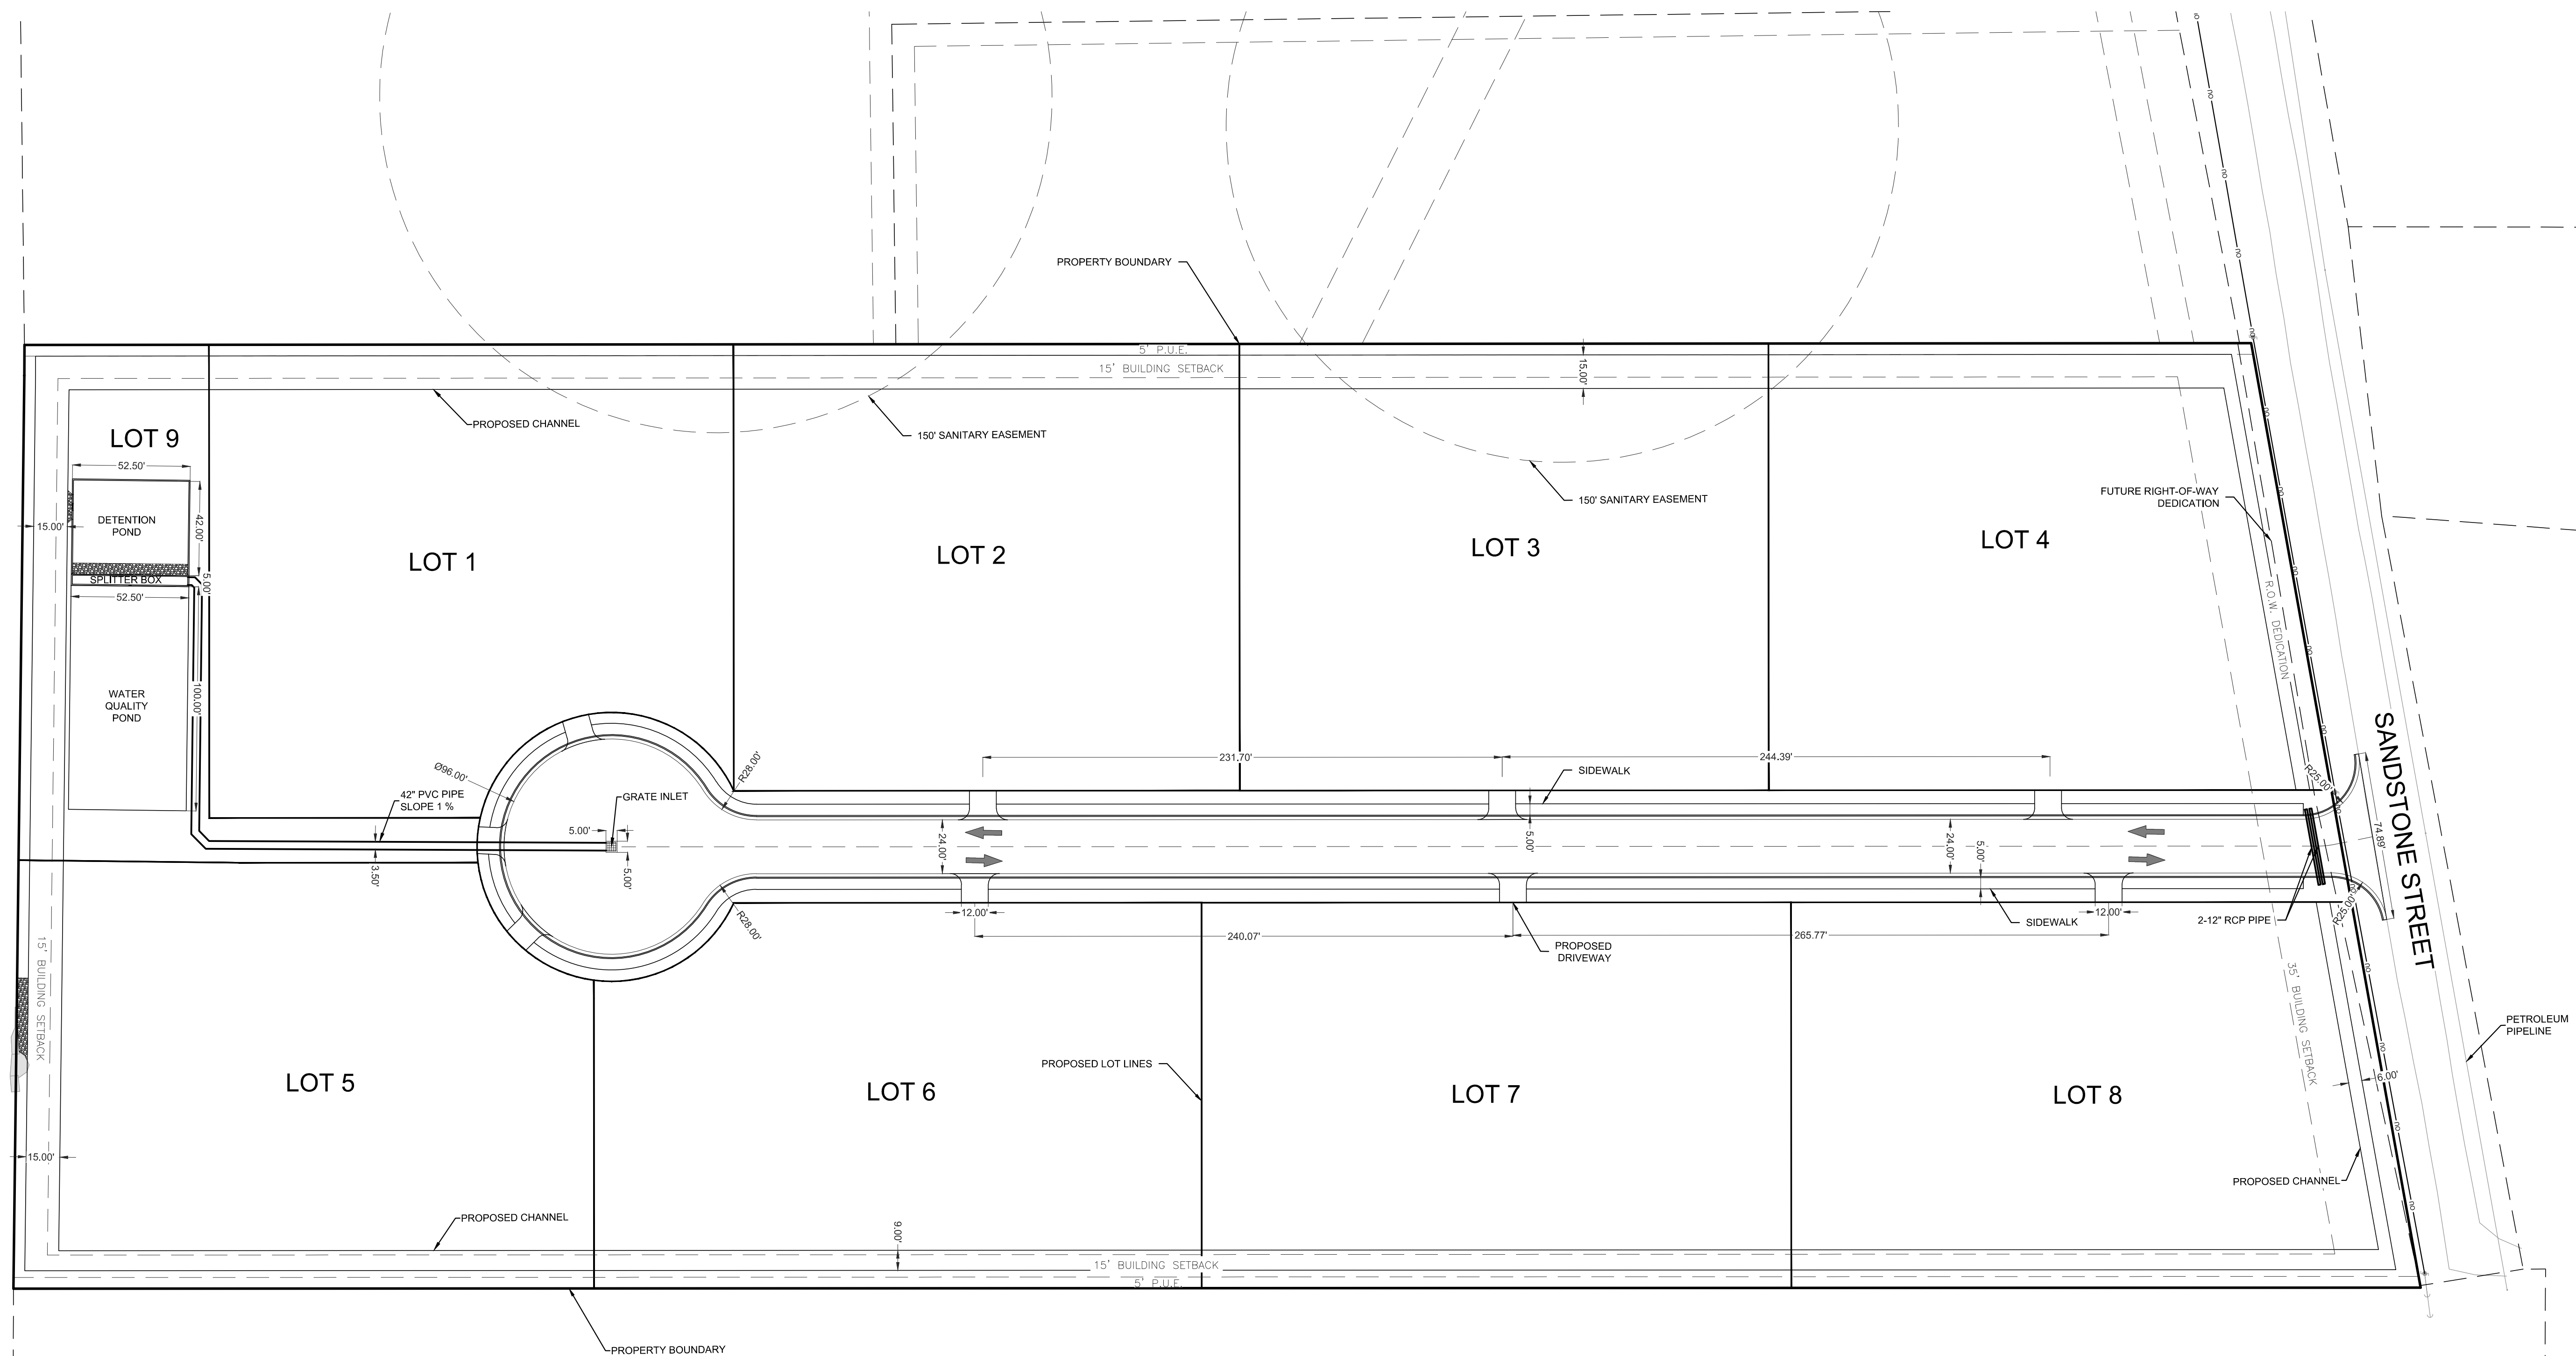 PROPERTY BOUNDARY
5' P.U.E.
15' BUILDING SETBACK
15.00'
PROPOSED CHANNEL
150' SANITARY EASEMENT
150' SANITARY EASEMENT
FUTURE RIGHT-OF-WAY
DEDICATION
LOT 9
52.50'
42.00'
15.00'
DETENTION
POND
SPLITTER BOX
5.00'
52.50'
WATER
QUALITY
POND
100.00'
LOT 1
LOT 2
LOT 3
LOT 4
R.O.W. DEDICATION
SANDSTONE STREET
Ø96.00'
42" PVC PIPE
SLOPE 1 %
3.50'
GRATE INLET
5.00'
5.00'
R28.00'
R28.00'
231.70'
244.39'
SIDEWALK
24.00'
5.00'
24.00'
5.00'
R25.00'
74.89'
R25.00'
12.00'
12.00'
240.07'
265.77'
PROPOSED
DRIVEWAY
SIDEWALK
2-12" RCP PIPE
15' BUILDING SETBACK
35' BUILDING SETBACK
PETROLEUM
PIPELINE
6.00'
PROPOSED LOT LINES
LOT 5
LOT 6
LOT 7
LOT 8
15.00'
PROPOSED CHANNEL
9.00'
PROPOSED CHANNEL
15' BUILDING SETBACK
5' P.U.E.
PROPERTY BOUNDARY